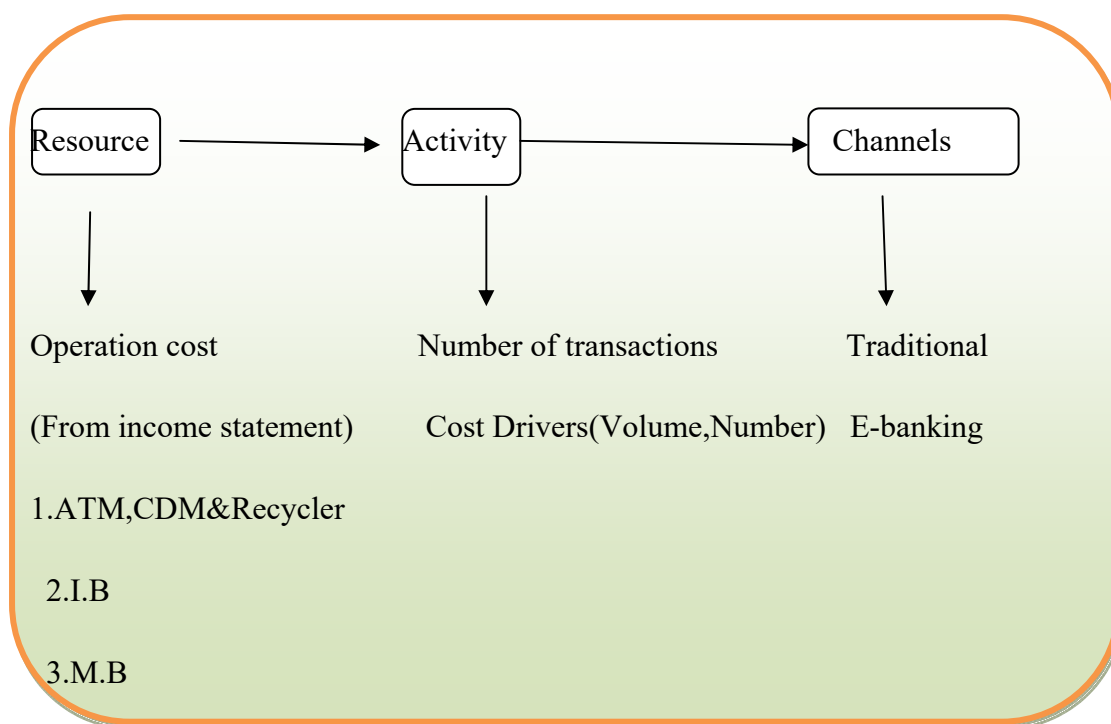 Resource Activity Channels
Operation cost Number of transactions Traditional
(From income statement) Cost Drivers(Volume,Number) E-banking
1.ATM,CDM&Recycler
2.I.B
3.M.B